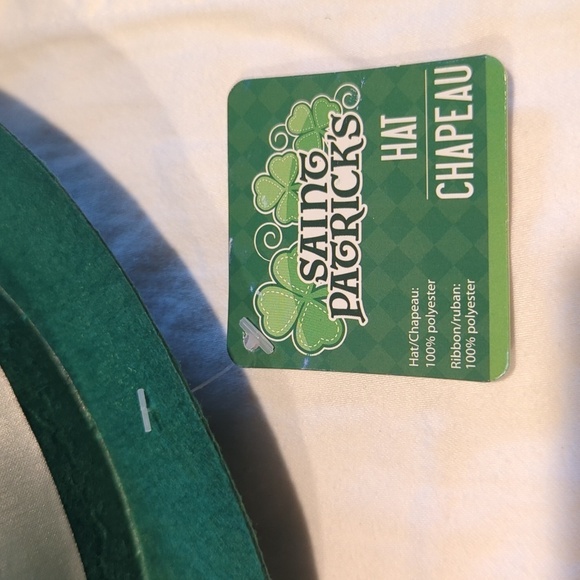 SAINT
PATRICK'S
HAT
CHAPEAU
Hat/Chapeau:
100% polyester
Ribbon/ruban:
100% polyester